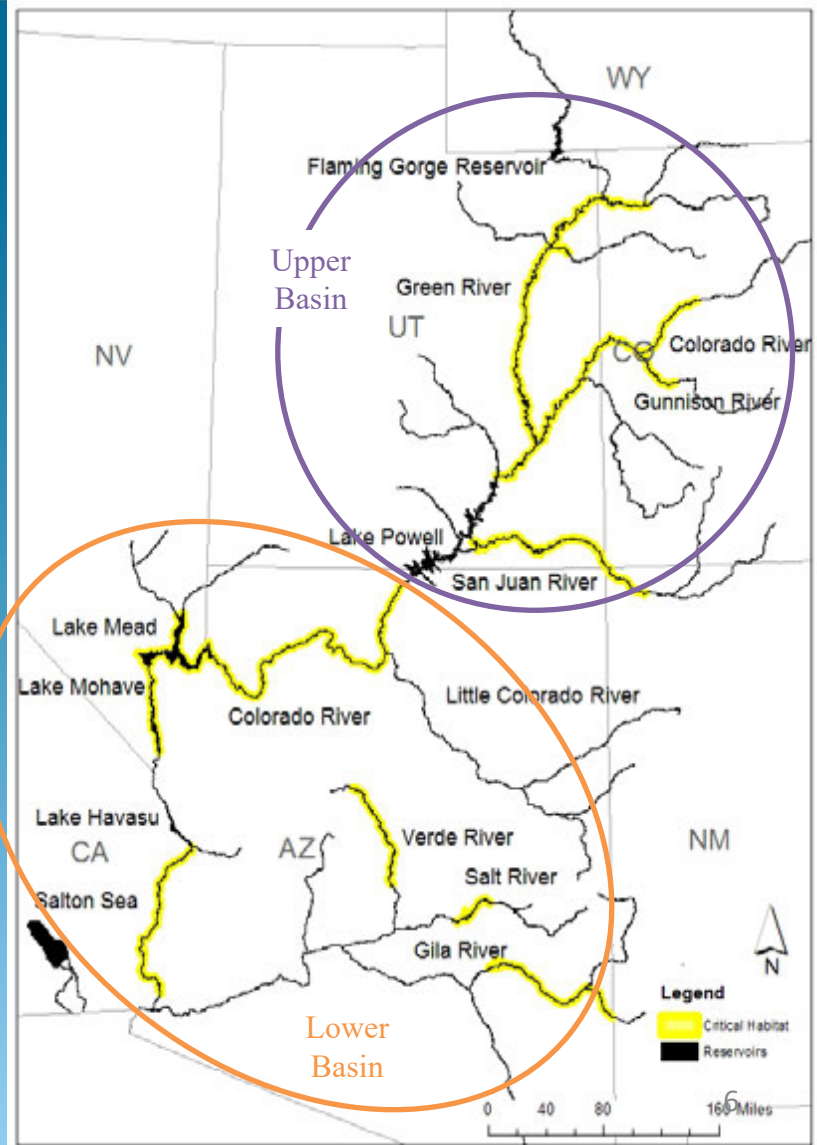 WY
Flaming Gorge Reservoir
Upper
Basin
Green River
UT
NV
CO
Colorado River
Gunnison River
Lake Powell
San Juan River
Lake Mead
Lake Mohave
Little Colorado River
Colorado River
Lake Havasu
CA
AZ
Verde River
NM
Salt River
Salton Sea
Gila River
N
Legend
Critical Habitat
Reservoirs
Lower
Basin
0 40 80 160 Miles
6